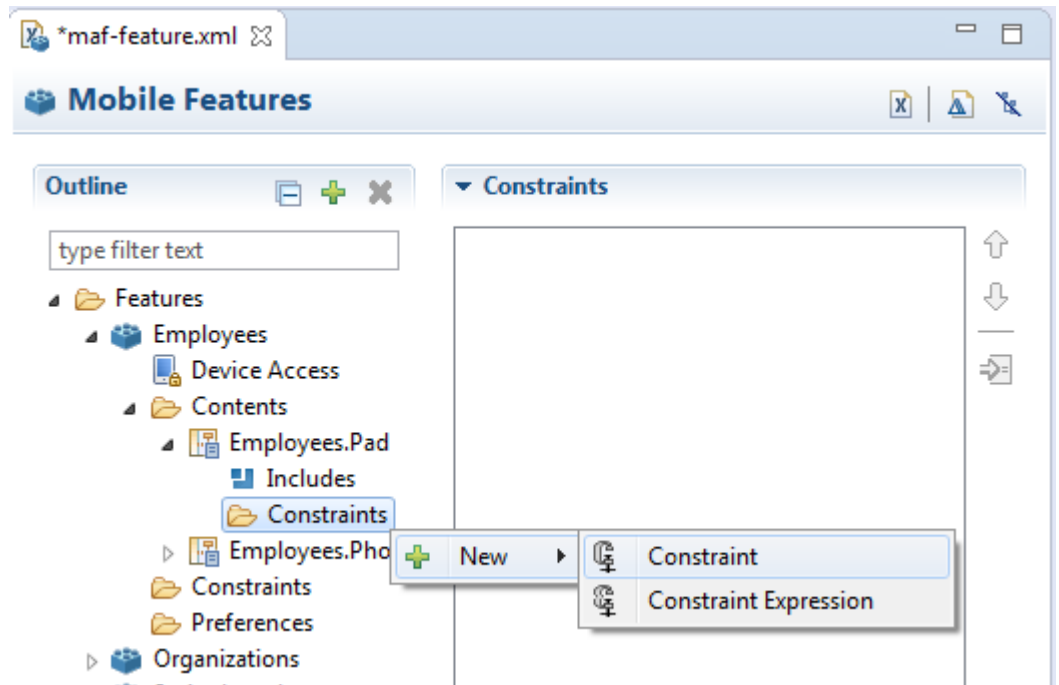 *maf-feature.xml
Mobile Features
Outline
Constraints
type filter text
Features
Employees
Device Access
Contents
Employees.Pad
Includes
Constraints
Employees.Pho
New
Constraint
Constraint Expression
Constraints
Preferences
Organizations